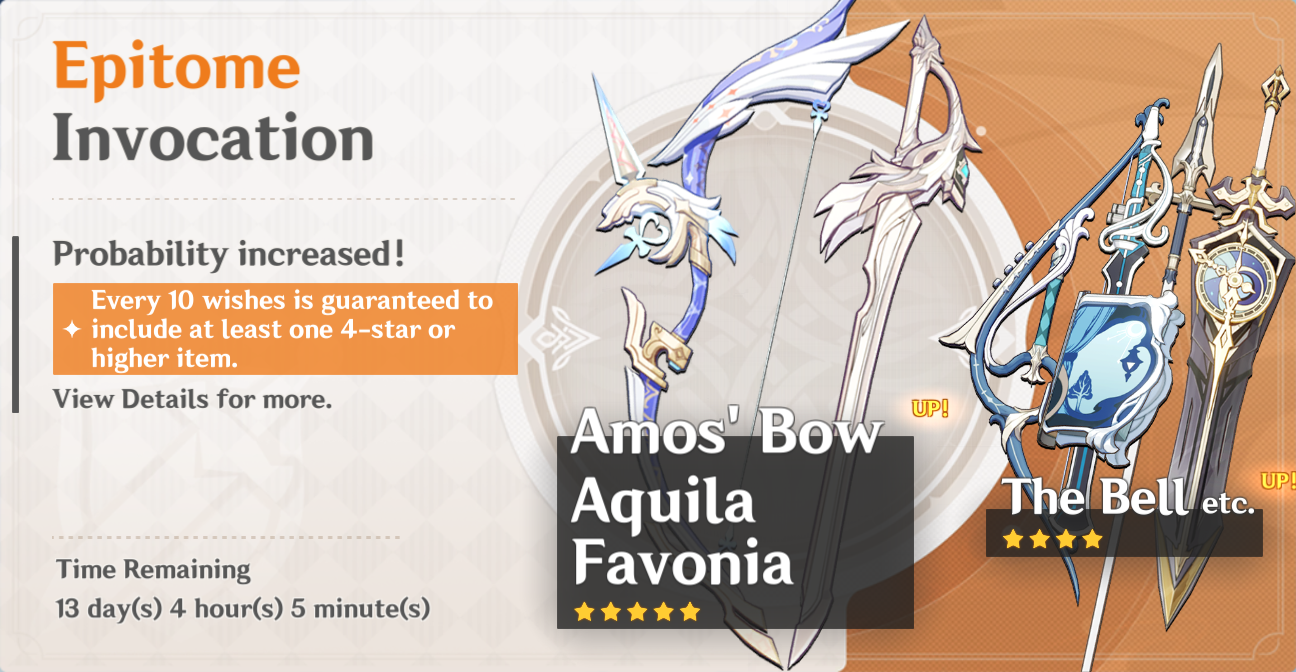 Epitome
Invocation
Probability increased!
Every 10 wishes is guaranteed to
include at least one 4-star or
higher item.
View Details for more.
Time Remaining
13 day(s) 4 hour(s) 5 minute(s)
UP!
Amos' Bow
Aquila
Favonia
UP!
The Bell etc.